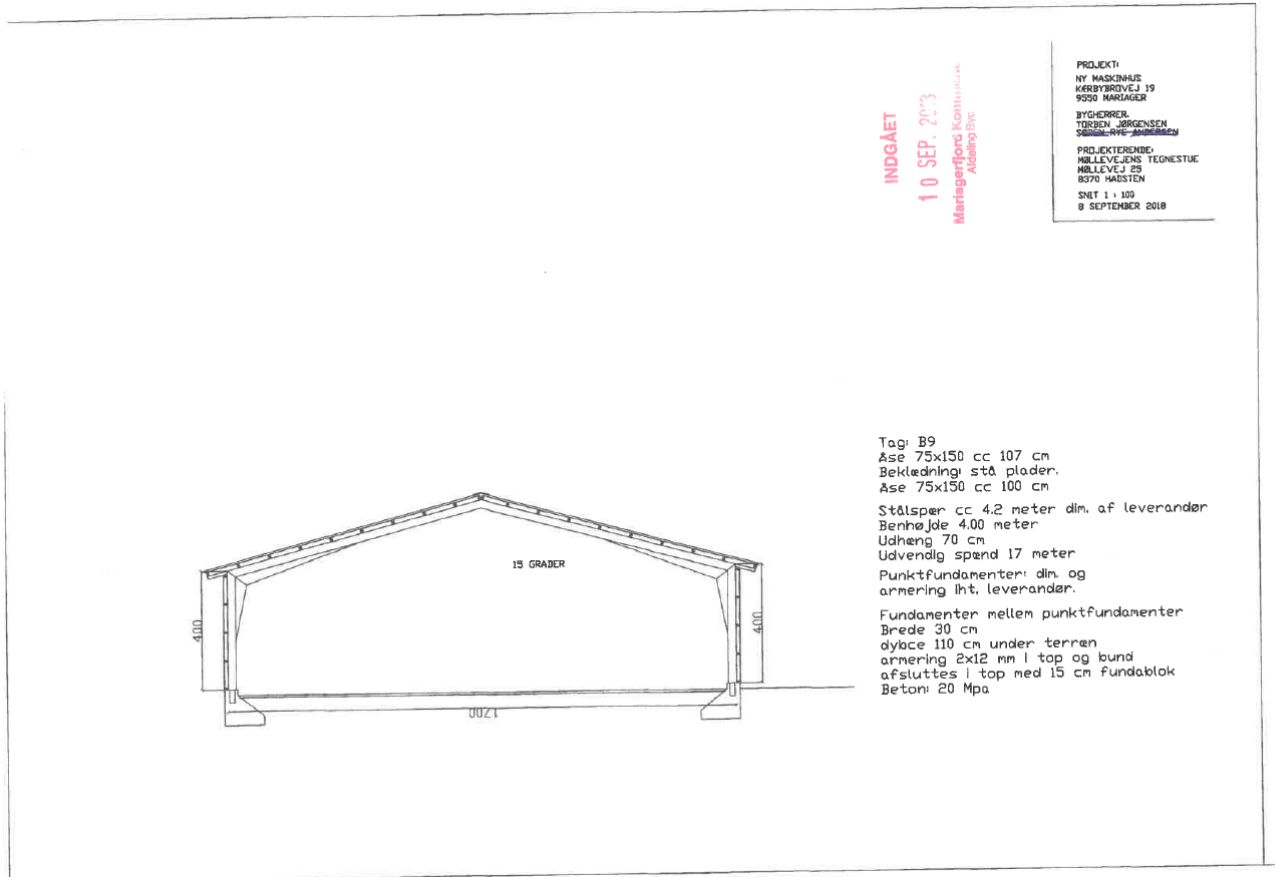 PROJEKT:
NY MASKINHUS
KÆRBYBROVEJ 19
9550 MARIAGER
BYGHERRER.
TORBEN JØRGENSEN
SØREN RYE ANDERSEN
PROJEKTERENDE:
MØLLEVEJENS TEGNESTUE
MØLLEVEJ 25
8370 HADSTEN
SNIT 1 : 100
8 SEPTEMBER 2018
INDGÅET
10 SEP.
Mariagerfjord
Afdeling
Tag: B9
Åse 75x150 cc 107 cm
Beklædning: stå plader.
Åse 75x150 cc 100 cm
Stålspær cc 4.2 meter dim. af leverandør
Benhøjde 4.00 meter
Udhæng 70 cm
Udvendig spænd 17 meter
Punktfundamenter: dim. og
armering iht. leverandør.
Fundamenter mellem punktfundamenter
Brede 30 cm
dybce 110 cm under terræn
armering 2x12 mm i top og bund
afsluttes i top med 15 cm fundablok
Beton: 20 Mpa
15 GRADER
400
400
1700